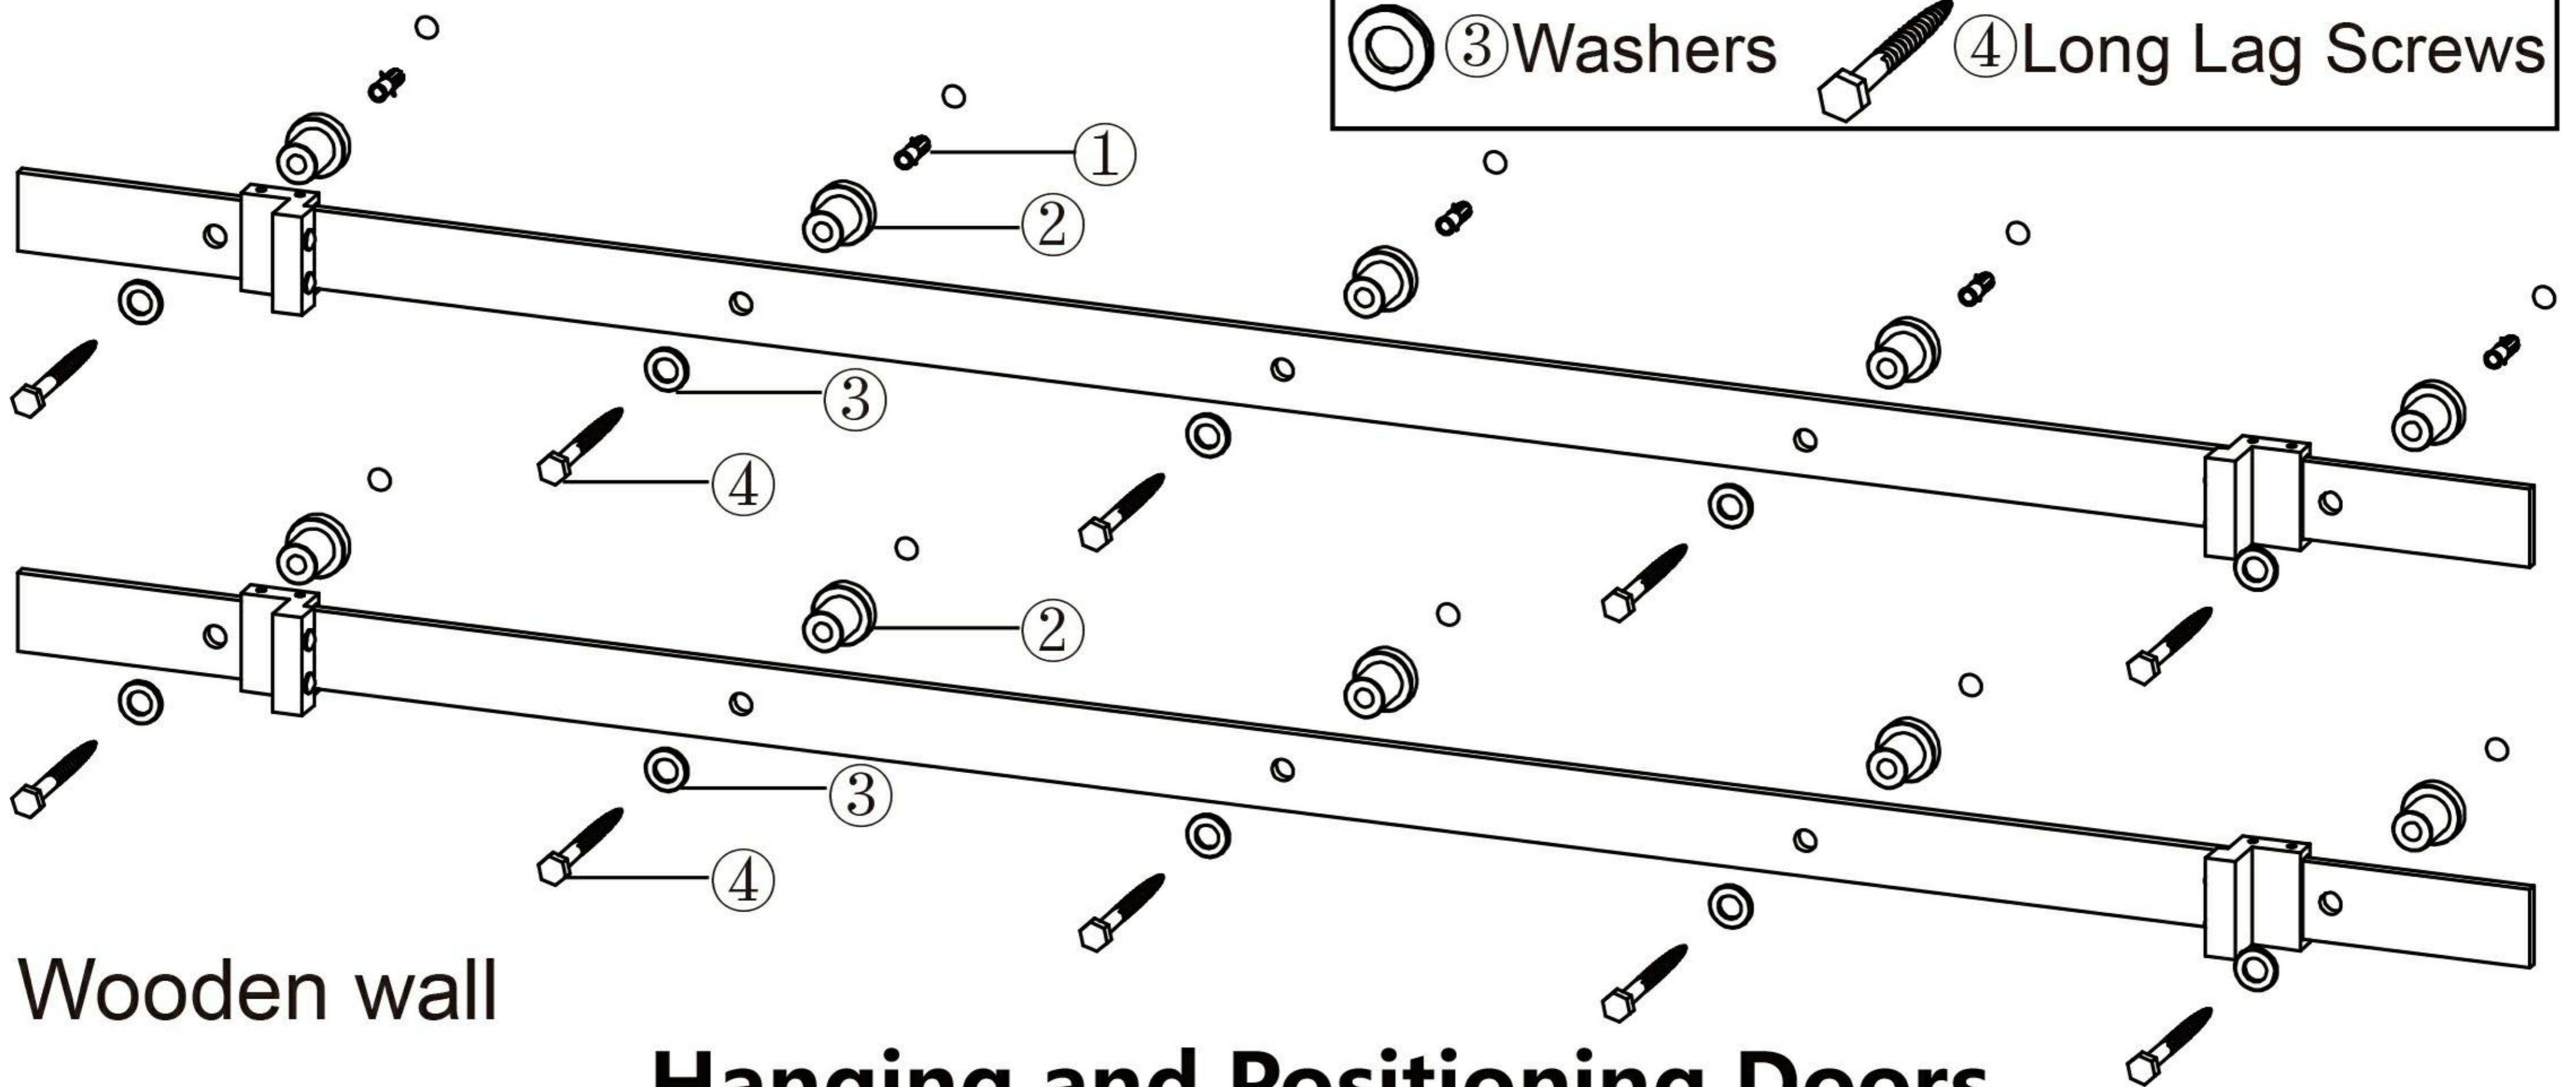 ③Washers ④Long Lag Screws
①
②
③
④
②
③
④
Wooden wall
Hanging and Positioning Doors